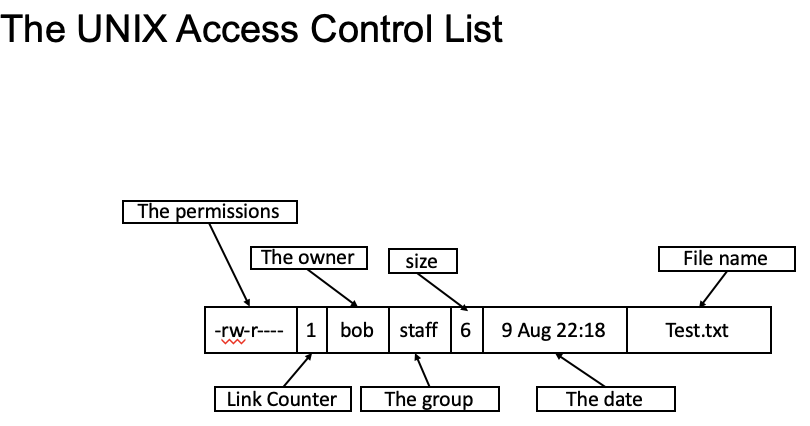 The UNIX Access Control List
The permissions
The owner
size
File name
-rw-r---- 1 bob staff 6 9 Aug 22:18 Test.txt
Link Counter
The group
The date